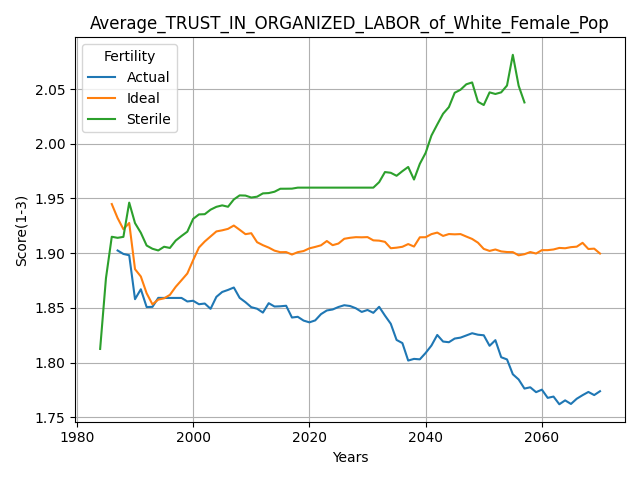 Average_TRUST_IN_ORGANIZED_LABOR_of_White_Female_Pop
Fertility
Actual
Ideal
Sterile
Score(1-3)
2.05
2.00
1.95
1.90
1.85
1.80
1.75
1980
2000
2020
2040
2060
Years